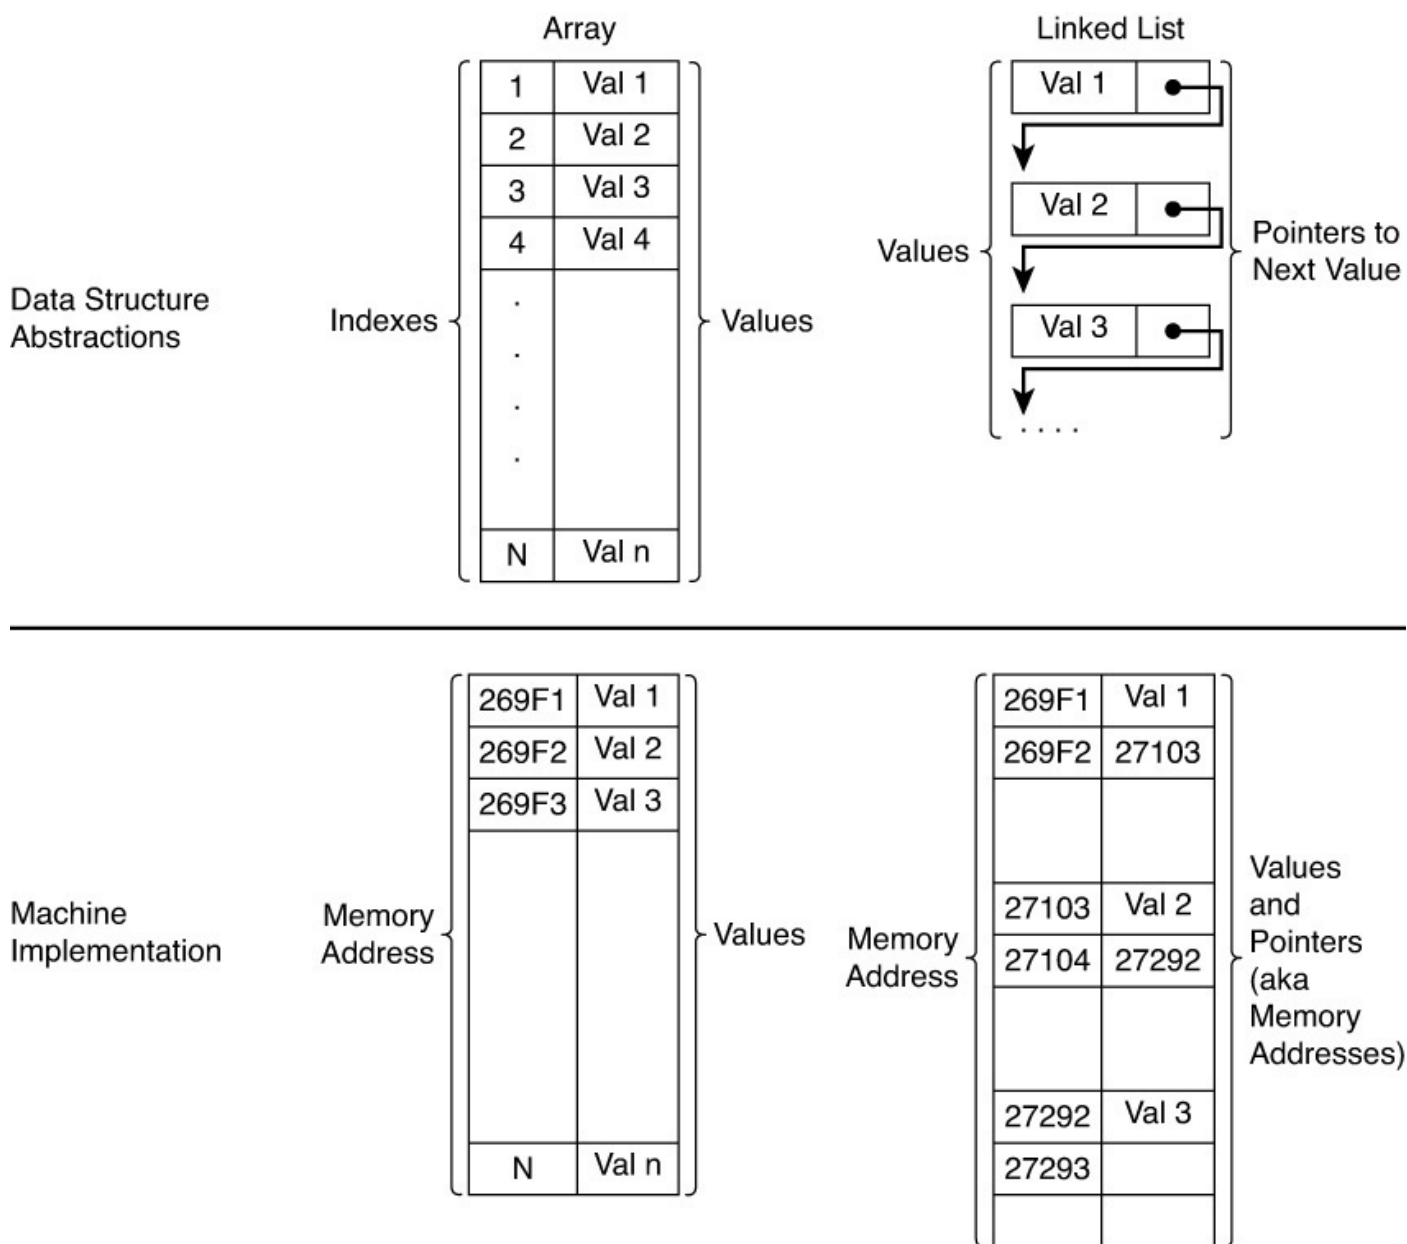 Array
1 Val 1
2 Val 2
3 Val 3
4 Val 4
.
.
.
.
N Val n
Indexes
Values
Linked List
Val 1
Val 2
Val 3
. . . .
Values
Pointers to
Next Value
Data Structure
Abstractions
269F1 Val 1
269F2 Val 2
269F3 Val 3
N Val n
Memory
Address
Values
269F1 Val 1
269F2 27103
27103 Val 2
27104 27292
27292 Val 3
27293
Memory
Address
Values
and
Pointers
(aka
Memory
Addresses)
Machine
Implementation